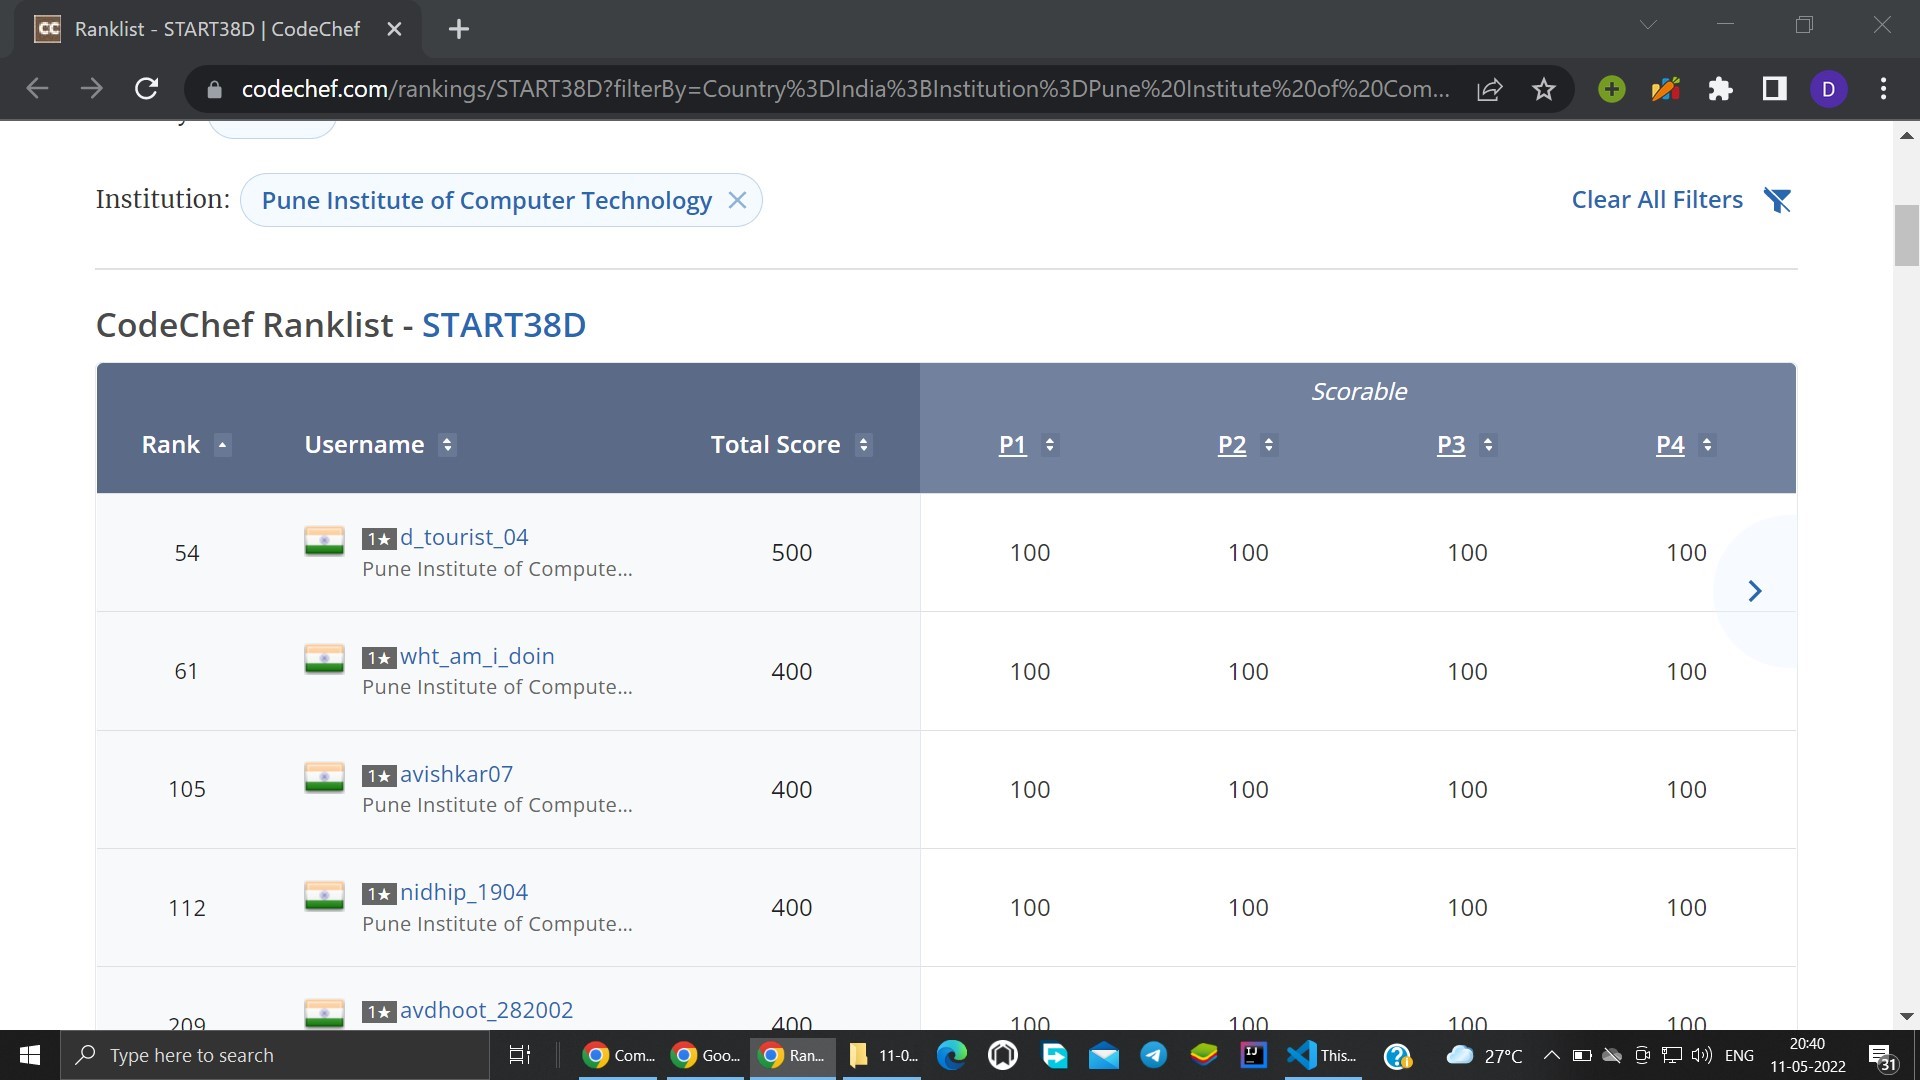 CC Ranklist - START38D | CodeChef
codechef.com/rankings/START38D?filterBy=Country%3DIndia%3BInstitution%3DPune%20Institute%20of%20Com...
D
Institution: Pune Institute of Computer Technology
Clear All Filters
CodeChef Ranklist - START38D
Scorable
Rank Username Total Score P1 P2 P3 P4
54 1★ d_tourist_04 500 100 100 100 100
Pune Institute of Compute...
61 1★ wht_am_i_doin 400 100 100 100 100
Pune Institute of Compute...
105 1★ avishkar07 400 100 100 100 100
Pune Institute of Compute...
112 1★ nidhip_1904 400 100 100 100 100
Pune Institute of Compute...
209 1★ avdhoot_282002 400 100 100 100 100
Type here to search
Com...
Goo...
Ran...
11-0...
IJ
This...
27°C
ENG
20:40
11-05-2022
31